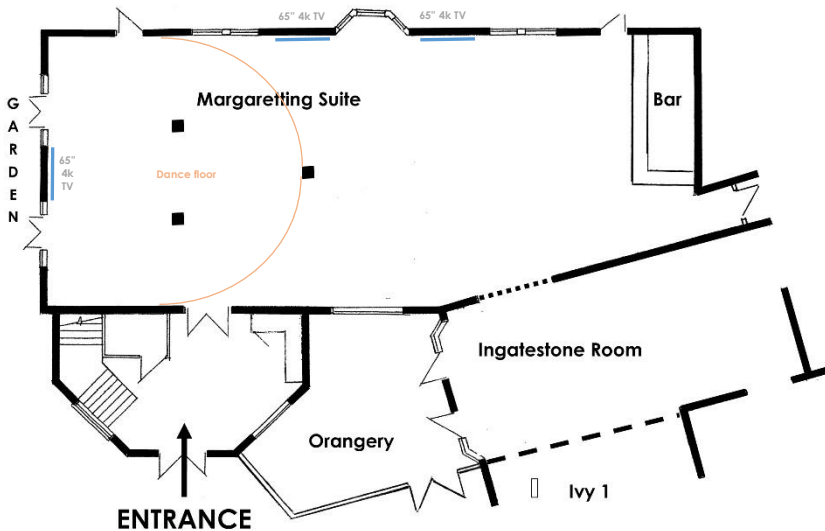 65" 4k TV
65" 4k TV
Margaretting Suite
Bar
GARDEN
65"
4k
TV
Dance floor
Ingatestone Room
Orangery
Ivy 1
ENTRANCE